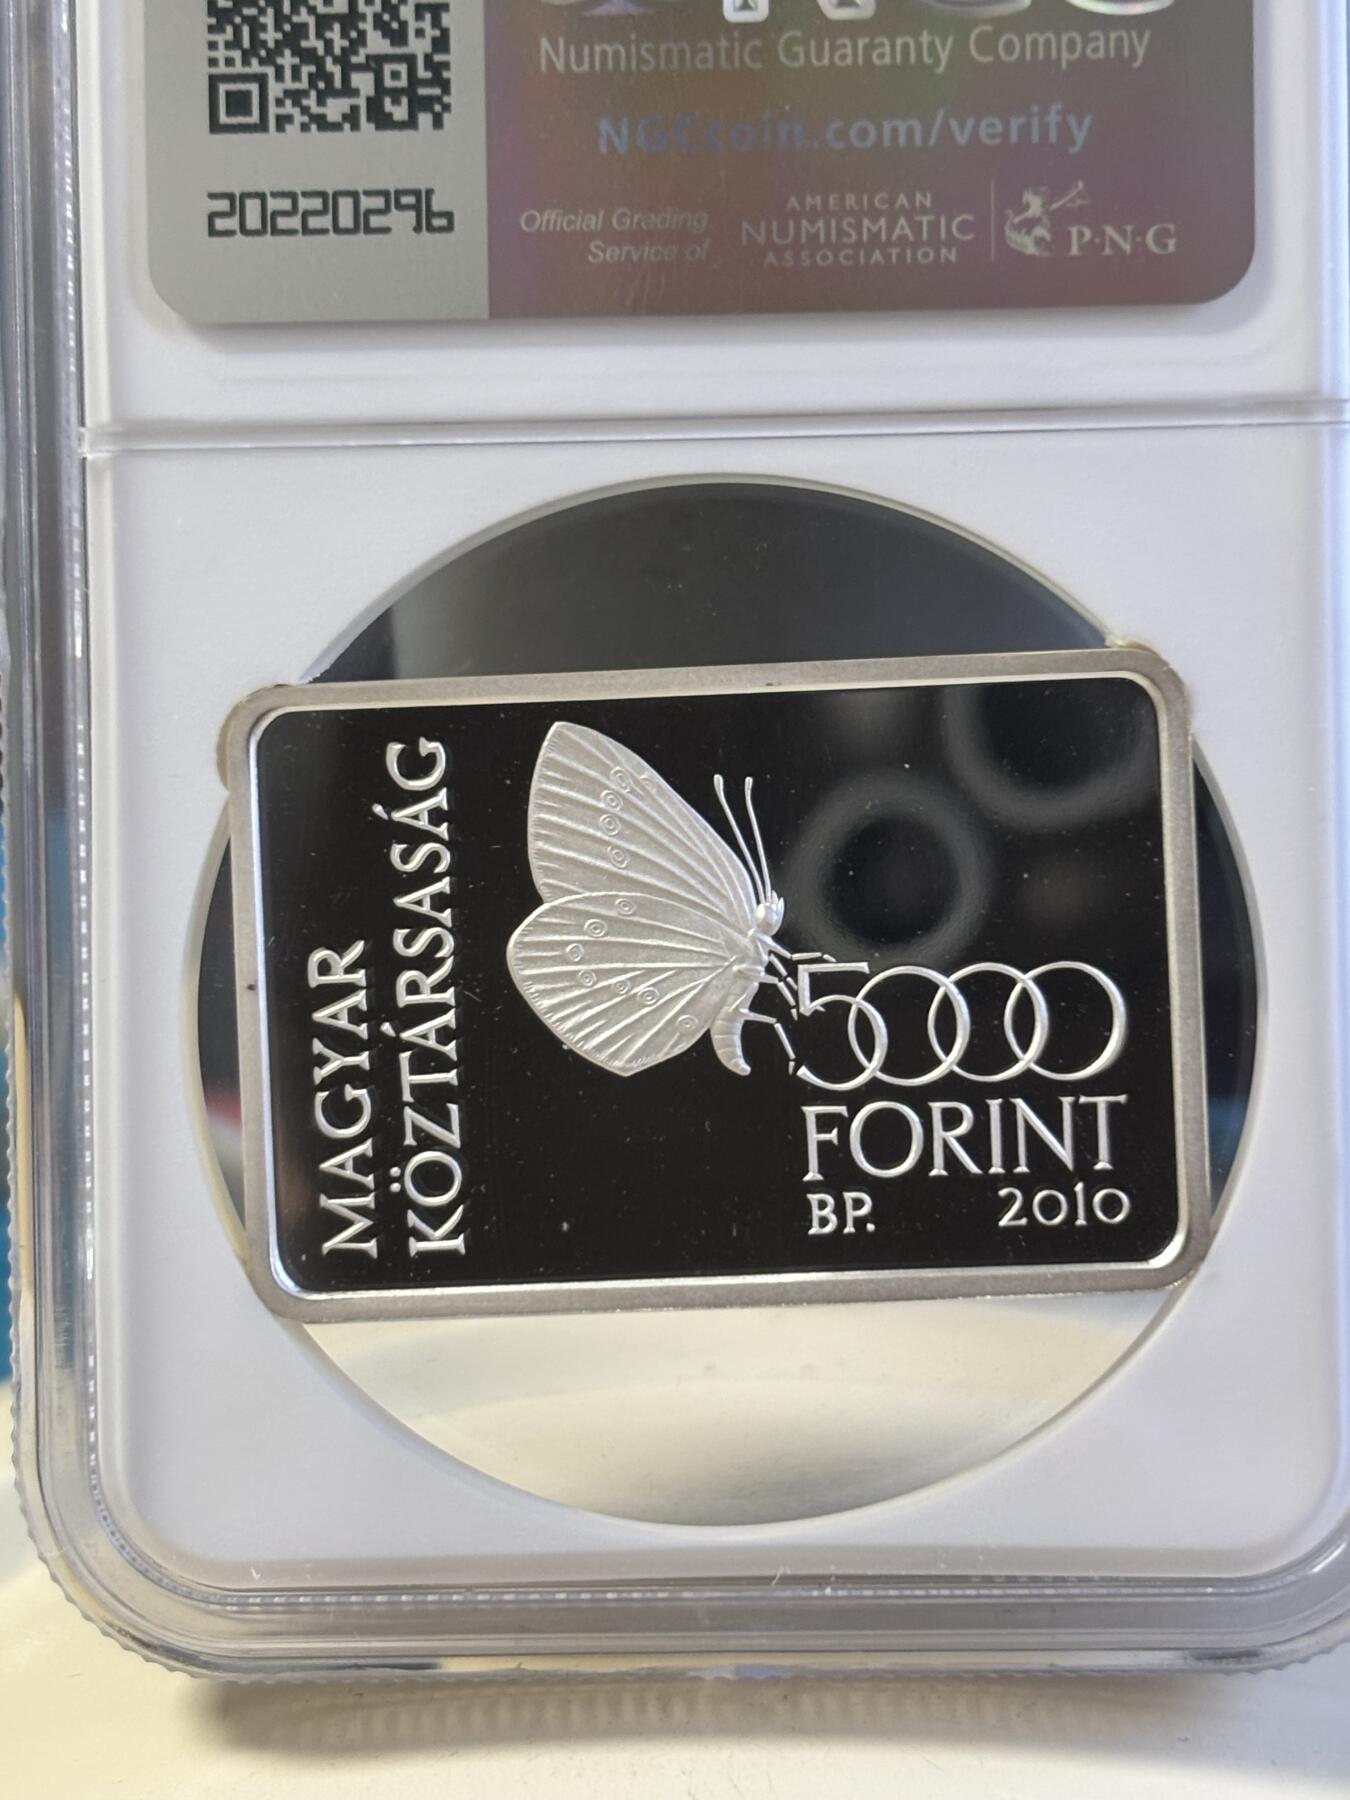 Numismatic Guaranty Company
NGCcoin.com/verify
20220296
Official Grading
Service of
AMERICAN
NUMISMATIC
ASSOCIATION
P·N·G
MAGYAR
KÖZTÁRSASÁG
5000
FORINT
BP. 2010